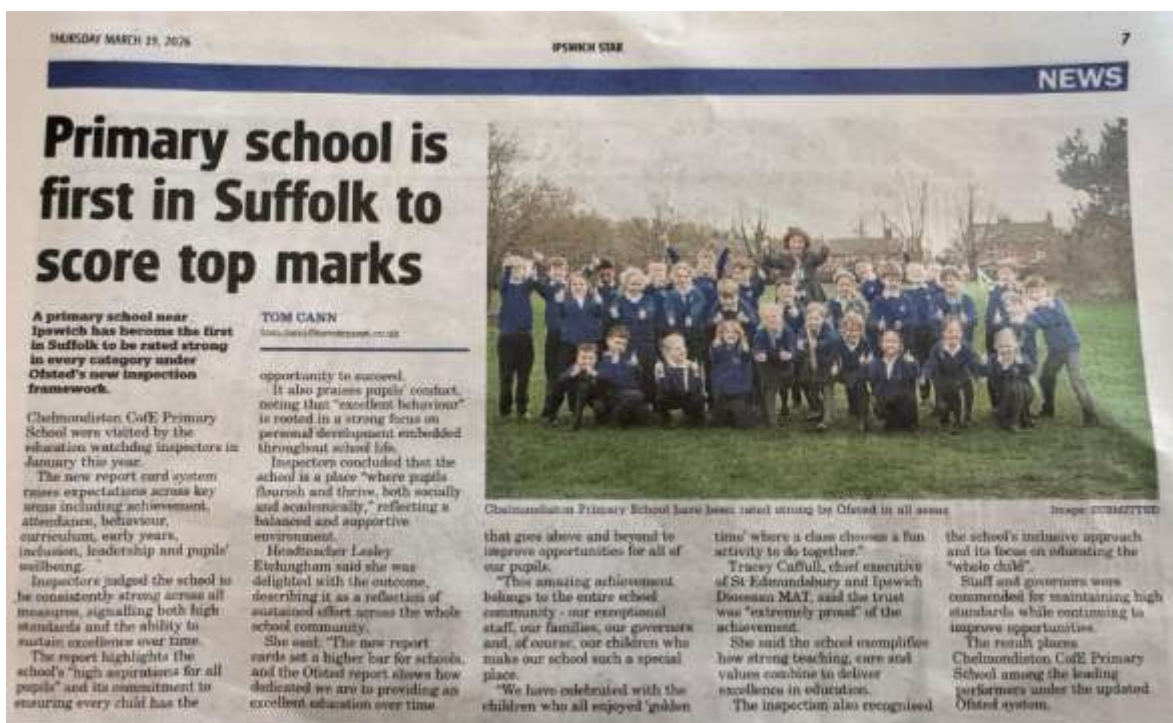 THURSDAY MARCH 19, 2026
IPSWICH STAR
7
NEWS
Primary school is
first in Suffolk to
score top marks
A primary school near
Ipswich has become the first
in Suffolk to be rated strong
in every category under
Ofsted's new inspection
framework.
Chelmondiston CofE Primary
School were visited by the
education watchdog inspectors in
January this year.
The new report card system
raises expectations across key
areas including achievement,
attendance, behaviour,
curriculum, early years,
inclusion, leadership and pupils'
wellbeing.
Inspectors judged the school to
be consistently strong across all
measures, signalling both high
standards and the ability to
sustain excellence over time.
The report highlights the
school's "high aspirations for all
pupils" and its commitment to
ensuring every child has the
TOM CANN
opportunity to succeed.
It also praises pupils' conduct,
noting that "excellent behaviour"
is rooted in a strong focus on
personal development embedded
throughout school life.
Inspectors concluded that the
school is a place "where pupils
flourish and thrive, both socially
and academically," reflecting a
balanced and supportive
environment.
Headteacher Lesley
Etchingham said she was
delighted with the outcome,
describing it as a reflection of
sustained effort across the whole
school community.
She said: "The new report
cards set a higher bar for schools,
and the Ofsted report shows how
dedicated we are to providing an
excellent education over time
Chelmondiston Primary School have been rated strong by Ofsted in all areas
Image: SUBMITTED
that goes above and beyond to
improve opportunities for all of
our pupils.
"This amazing achievement
belongs to the entire school
community - our exceptional
staff, our families, our governors
and, of course, our children who
make our school such a special
place.
"We have celebrated with the
children who all enjoyed 'golden
time' where a class chooses a fun
activity to do together."
Tracey Caffull, chief executive
of St Edmundsbury and Ipswich
Diocesan MAT, said the trust
was "extremely proud" of the
achievement.
She said the school exemplifies
how strong teaching, care and
values combine to deliver
excellence in education.
The inspection also recognised
the school's inclusive approach
and its focus on educating the
"whole child".
Staff and governors were
commended for maintaining high
standards while continuing to
improve opportunities.
The result places
Chelmondiston CofE Primary
School among the leading
performers under the updated
Ofsted system.